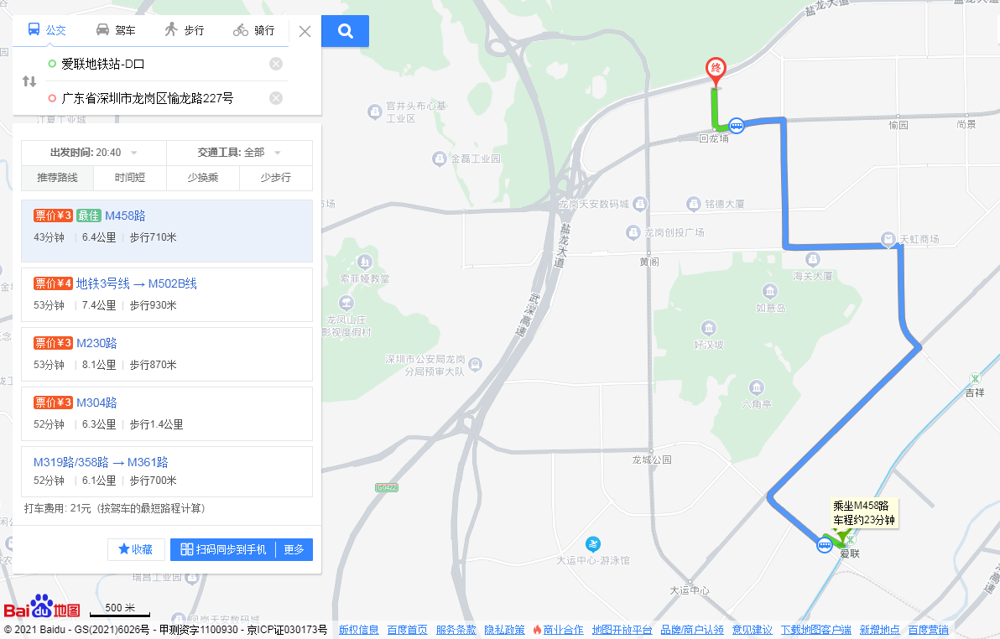 公交
驾车
步行
骑行
爱联地铁站-D口
广东省深圳市龙岗区愉龙路227号
江夏工业城
出发时间: 20:40
交通工具: 全部
推荐路线
时间短
少换乘
少步行
票价¥3 最佳 M458路
43分钟 | 6.4公里 | 步行710米
票价¥4 地铁3号线 → M502B线
53分钟 | 7.4公里 | 步行930米
票价¥3 M230路
53分钟 | 8.1公里 | 步行870米
票价¥3 M304路
52分钟 | 6.3公里 | 步行1.4公里
M319路/358路 → M361路
52分钟 | 6.1公里 | 步行700米
打车费用: 21元（按驾车的最短路程计算）
收藏
扫码同步到手机
更多
盐龙大道
终
官井头布心基
工业区
回龙埔
愉园
尚景
金磊工业园
市场
龙岗天安数码城
铭德大厦
盐龙大道
龙岗创投广场
天虹商场
黄阁
索菲娅教堂
海关大厦
武深高速
如意岛
龙凤山庄
影视度假村
好汉坡
深圳市公安局龙岗
分局预审大队
吉祥
六角亭
龙城公园
乘坐M458路
车程约23分钟
爱联
大运中心-游泳馆
瑞昌工业园
大运中心
Bai du 地图
500 米
闽岗天安数码城
© 2021 Baidu - GS(2021)6026号 - 甲测资字1100930 - 京ICP证030173号
版权信息
百度首页
服务条款
隐私政策
商业合作
地图开放平台
品牌/商户认领
意见建议
下载地图客户端
新增地点
百度营销